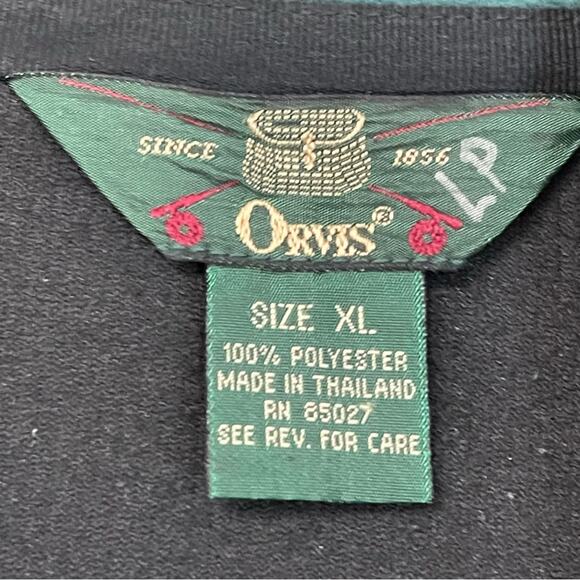 SINCE 1856 LP
ORVIS®
SIZE XL
100% POLYESTER
MADE IN THAILAND
RN 85027
SEE REV. FOR CARE